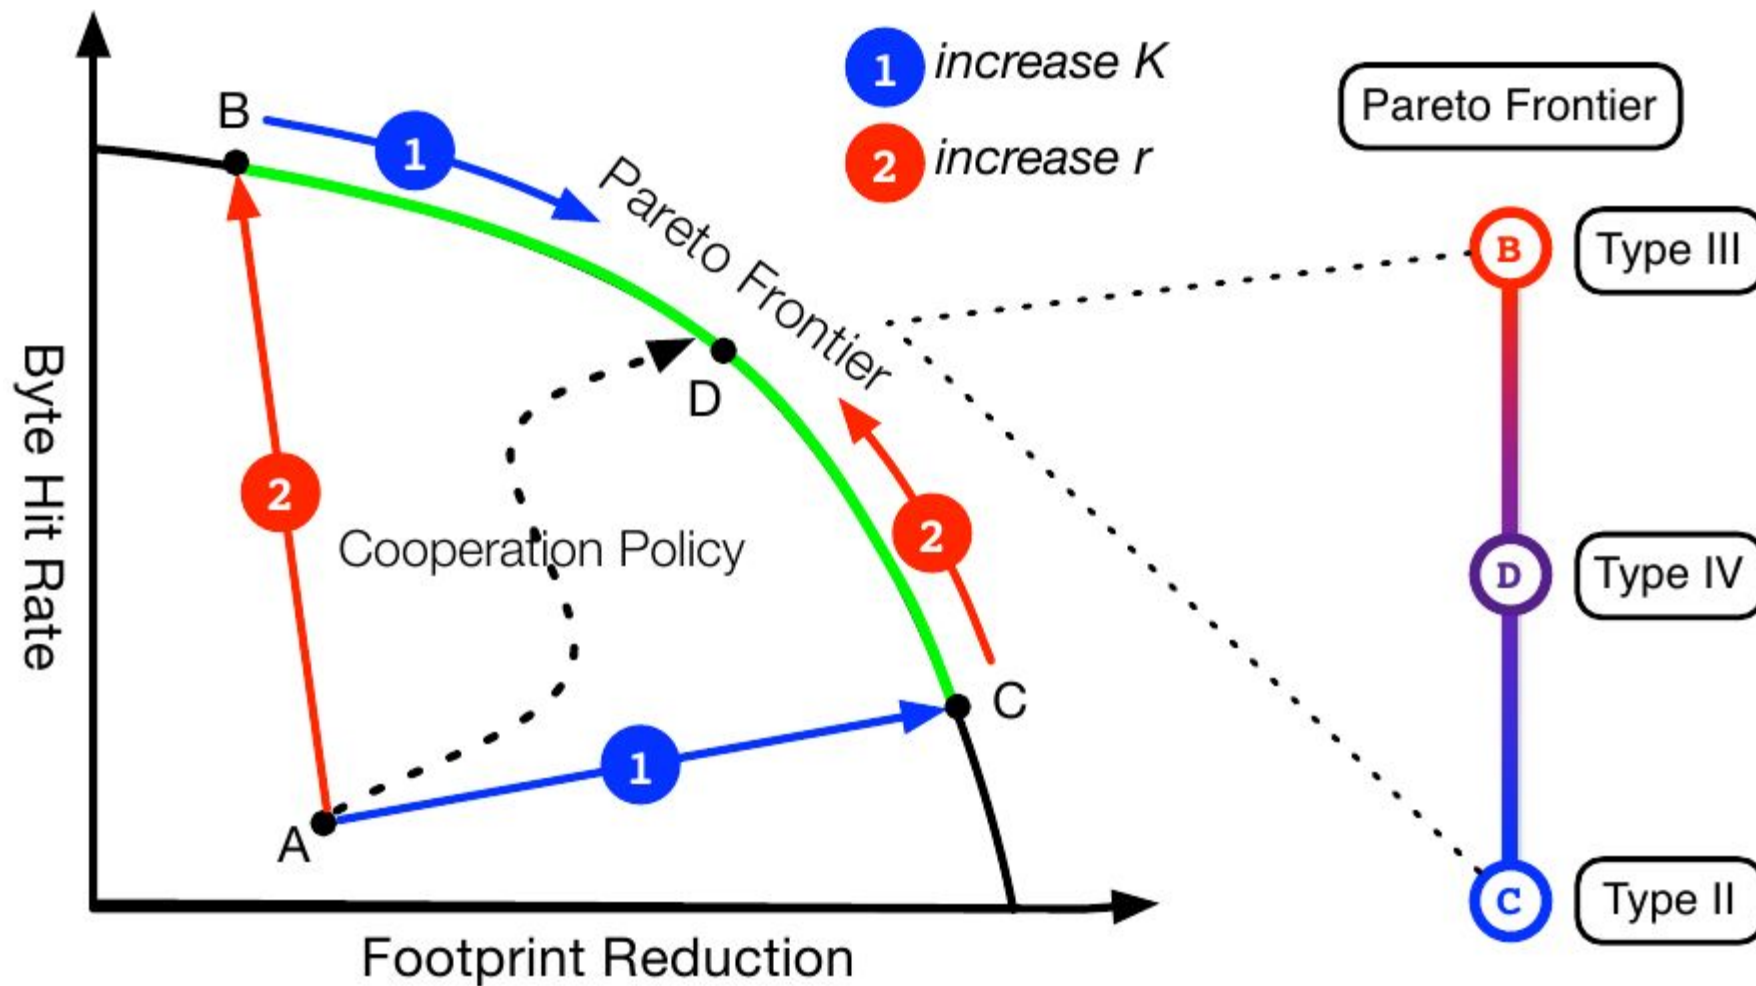 1 increase K
2 increase r
Pareto Frontier
B
1
Pareto Frontier
B
Type III
D
2
Cooperation Policy
2
D
Type IV
C
1
A
C
Type II
Byte Hit Rate
Footprint Reduction